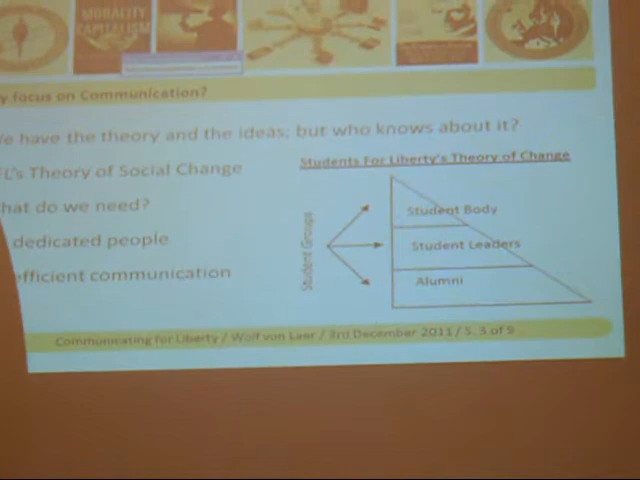 MORALITY
CAPITALISM
y focus on Communication?
e have the theory and the ideas; but who knows about it?
FL's Theory of Social Change
hat do we need?
dedicated people
efficient communication
Students For Liberty's Theory of Change
Student Groups
Student Body
Student Leaders
Alumni
Communicating for Liberty / Wolf von Laer / 3rd December 2011 / S. 3 of 9